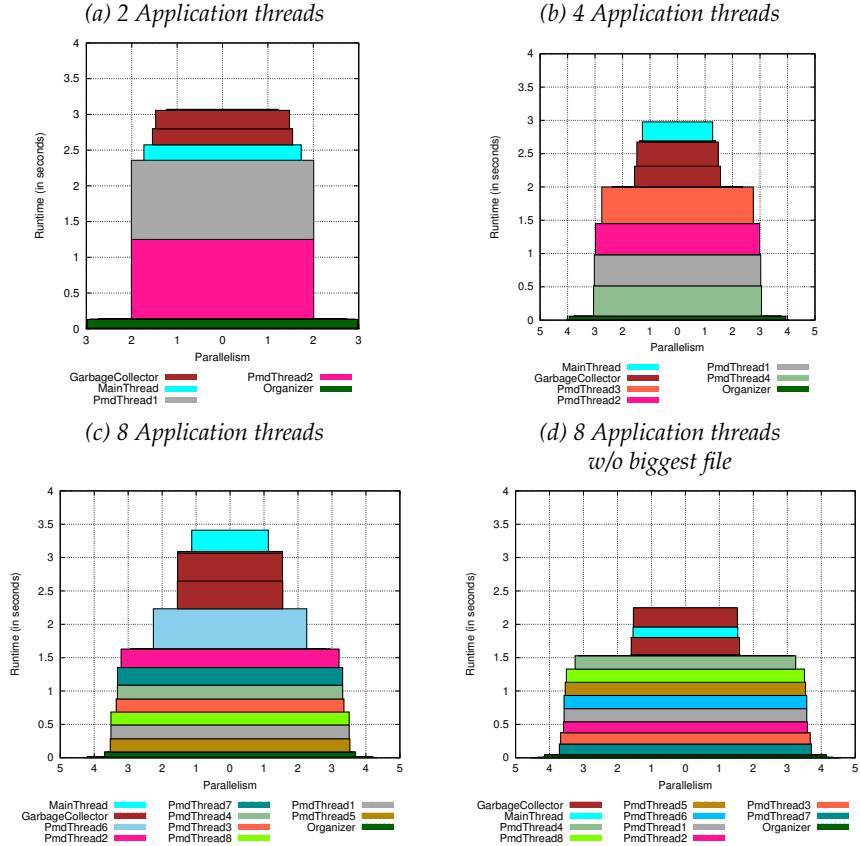 (a) 2 Application threads
4
3.5
3
2.5
2
1.5
1
0.5
0
Runtime (in seconds)
3 2 1 0 1 2 3
Parallelism
GarbageCollector
MainThread
PmdThread1
PmdThread2
Organizer
(b) 4 Application threads
4
3.5
3
2.5
2
1.5
1
0.5
0
Runtime (in seconds)
5 4 3 2 1 0 1 2 3 4 5
Parallelism
MainThread
GarbageCollector
PmdThread3
PmdThread2
PmdThread1
PmdThread4
Organizer
(c) 8 Application threads
4
3.5
3
2.5
2
1.5
1
0.5
0
Runtime (in seconds)
5 4 3 2 1 0 1 2 3 4 5
Parallelism
MainThread
GarbageCollector
PmdThread6
PmdThread2
PmdThread7
PmdThread4
PmdThread3
PmdThread8
PmdThread1
PmdThread5
Organizer
(d) 8 Application threads
w/o biggest file
4
3.5
3
2.5
2
1.5
1
0.5
0
Runtime (in seconds)
5 4 3 2 1 0 1 2 3 4 5
Parallelism
GarbageCollector
MainThread
PmdThread4
PmdThread8
PmdThread5
PmdThread6
PmdThread1
PmdThread2
PmdThread3
PmdThread7
Organizer